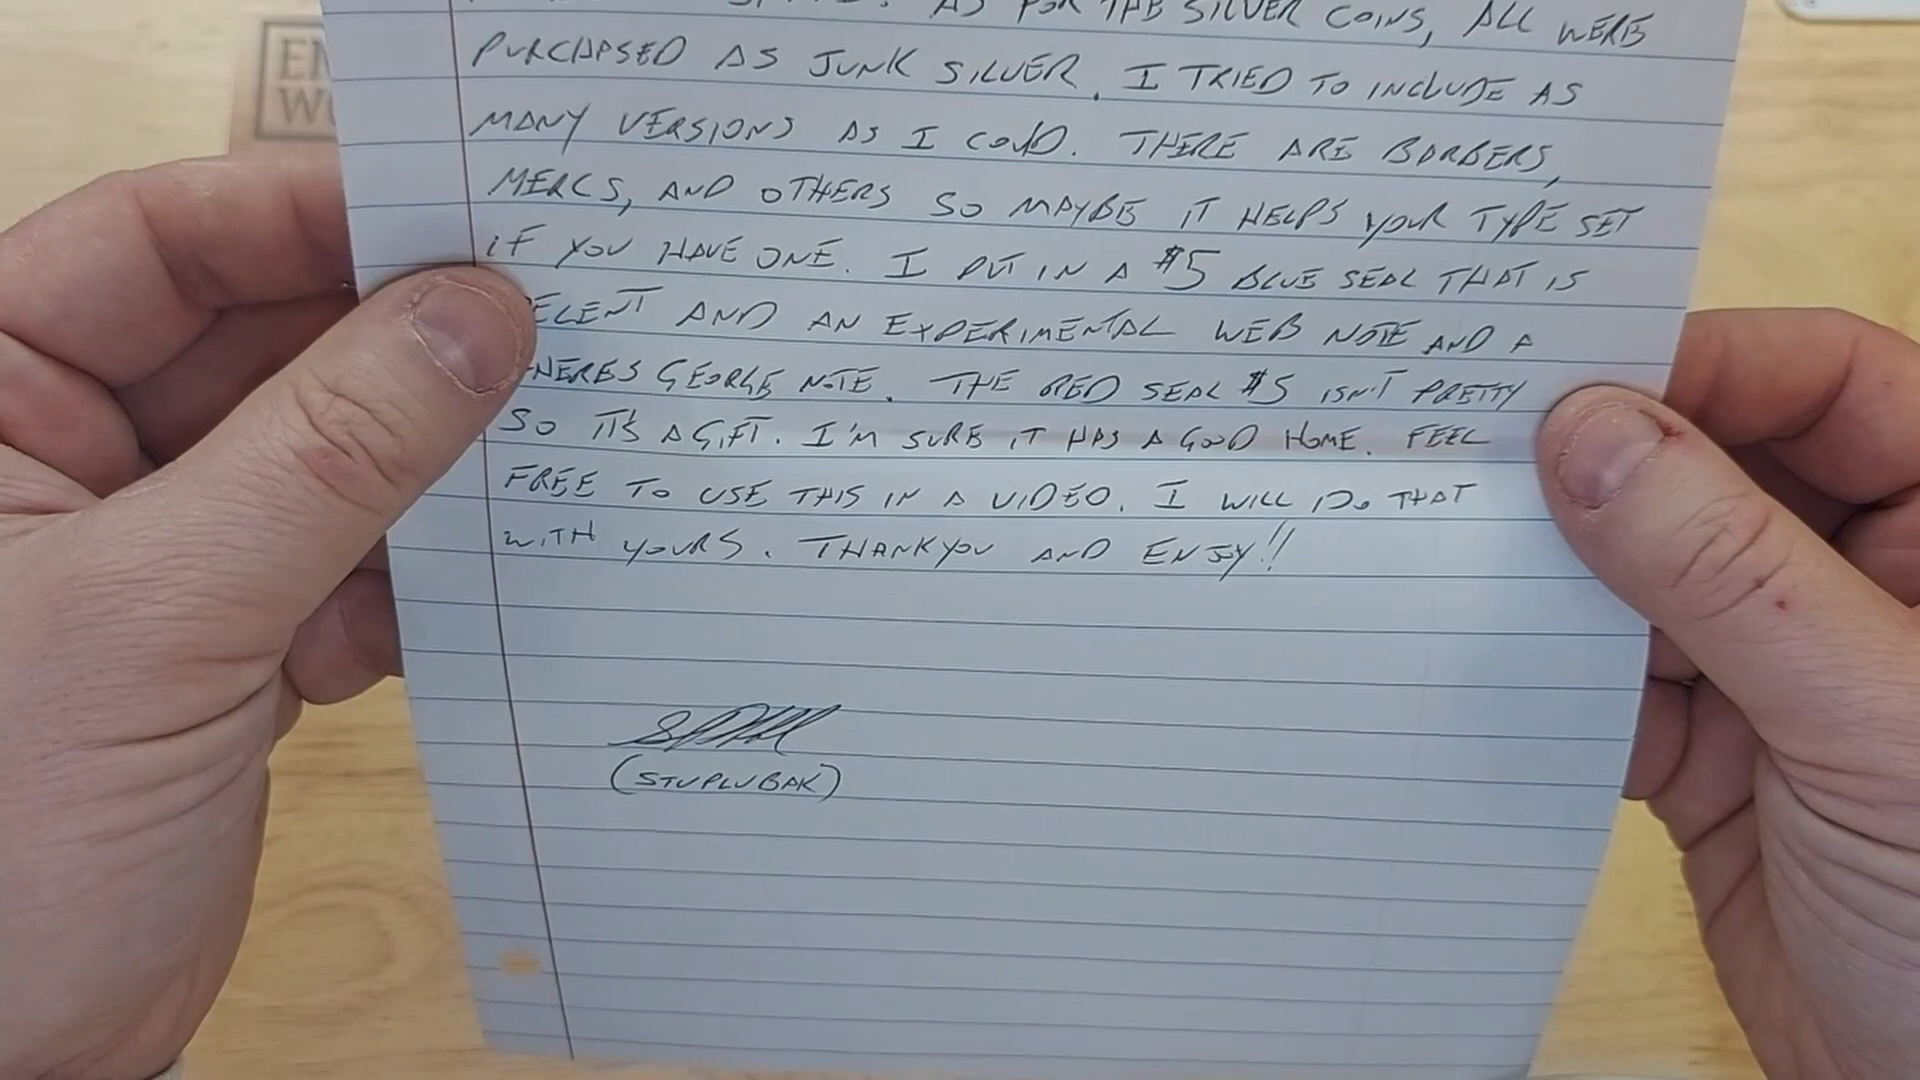 AS FOR THE SILVER COINS, ALL WERE
PURCHASED AS JUNK SILVER. I TRIED TO INCLUDE AS
MANY VERSIONS AS I COULD. THERE ARE BARBERS,
MERCS, AND OTHERS SO MAYBE IT HELPS YOUR TYPE SET
IF YOU HAVE ONE. I PUT IN A $5 BLUE SEAL THAT IS
AND AN EXPERIMENTAL WEB NOTE AND A
GEORGE NOTE. THE RED SEAL $5 ISN'T PRETTY
SO IT'S A GIFT. I'M SURE IT HAS A GOOD HOME. FEEL
FREE TO USE THIS IN A VIDEO. I WILL DO THAT
WITH YOURS. THANKYOU AND ENJOY!!
(STUPLUBAK)